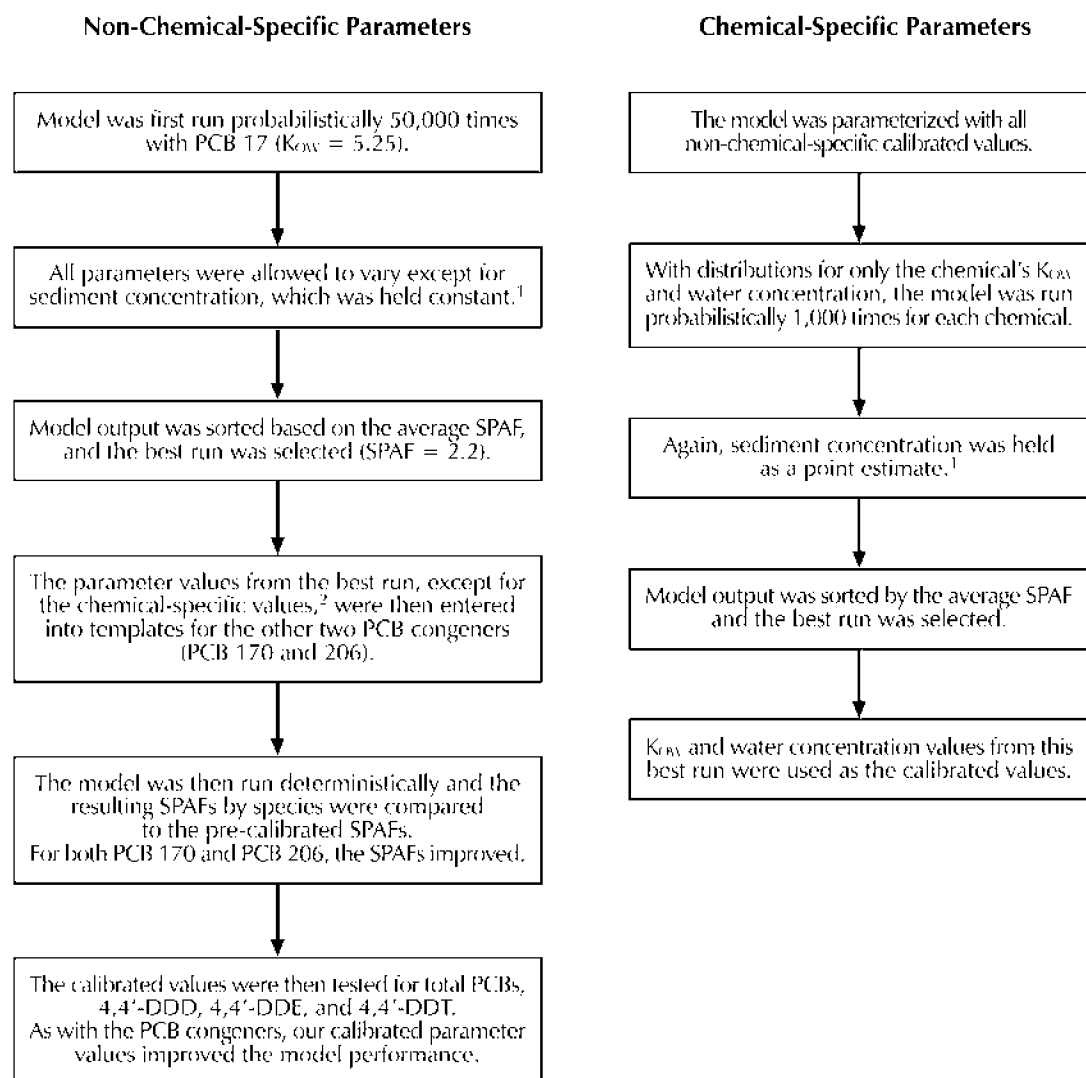 Non-Chemical-Specific Parameters
Model was first run probabilistically 50,000 times
with PCB 17 (KOW = 5.25).
All parameters were allowed to vary except for
sediment concentration, which was held constant.1
Model output was sorted based on the average SPAF,
and the best run was selected (SPAF = 2.2).
The parameter values from the best run, except for
the chemical-specific values,2 were then entered
into templates for the other two PCB congeners
(PCB 170 and 206).
The model was then run deterministically and the
resulting SPAFs by species were compared
to the pre-calibrated SPAFs.
For both PCB 170 and PCB 206, the SPAFs improved.
The calibrated values were then tested for total PCBs,
4,4'-DDD, 4,4'-DDE, and 4,4'-DDT.
As with the PCB congeners, our calibrated parameter
values improved the model performance.
Chemical-Specific Parameters
The model was parameterized with all
non-chemical-specific calibrated values.
With distributions for only the chemical's KOW
and water concentration, the model was run
probabilistically 1,000 times for each chemical.
Again, sediment concentration was held
as a point estimate.1
Model output was sorted by the average SPAF
and the best run was selected.
KOW and water concentration values from this
best run were used as the calibrated values.